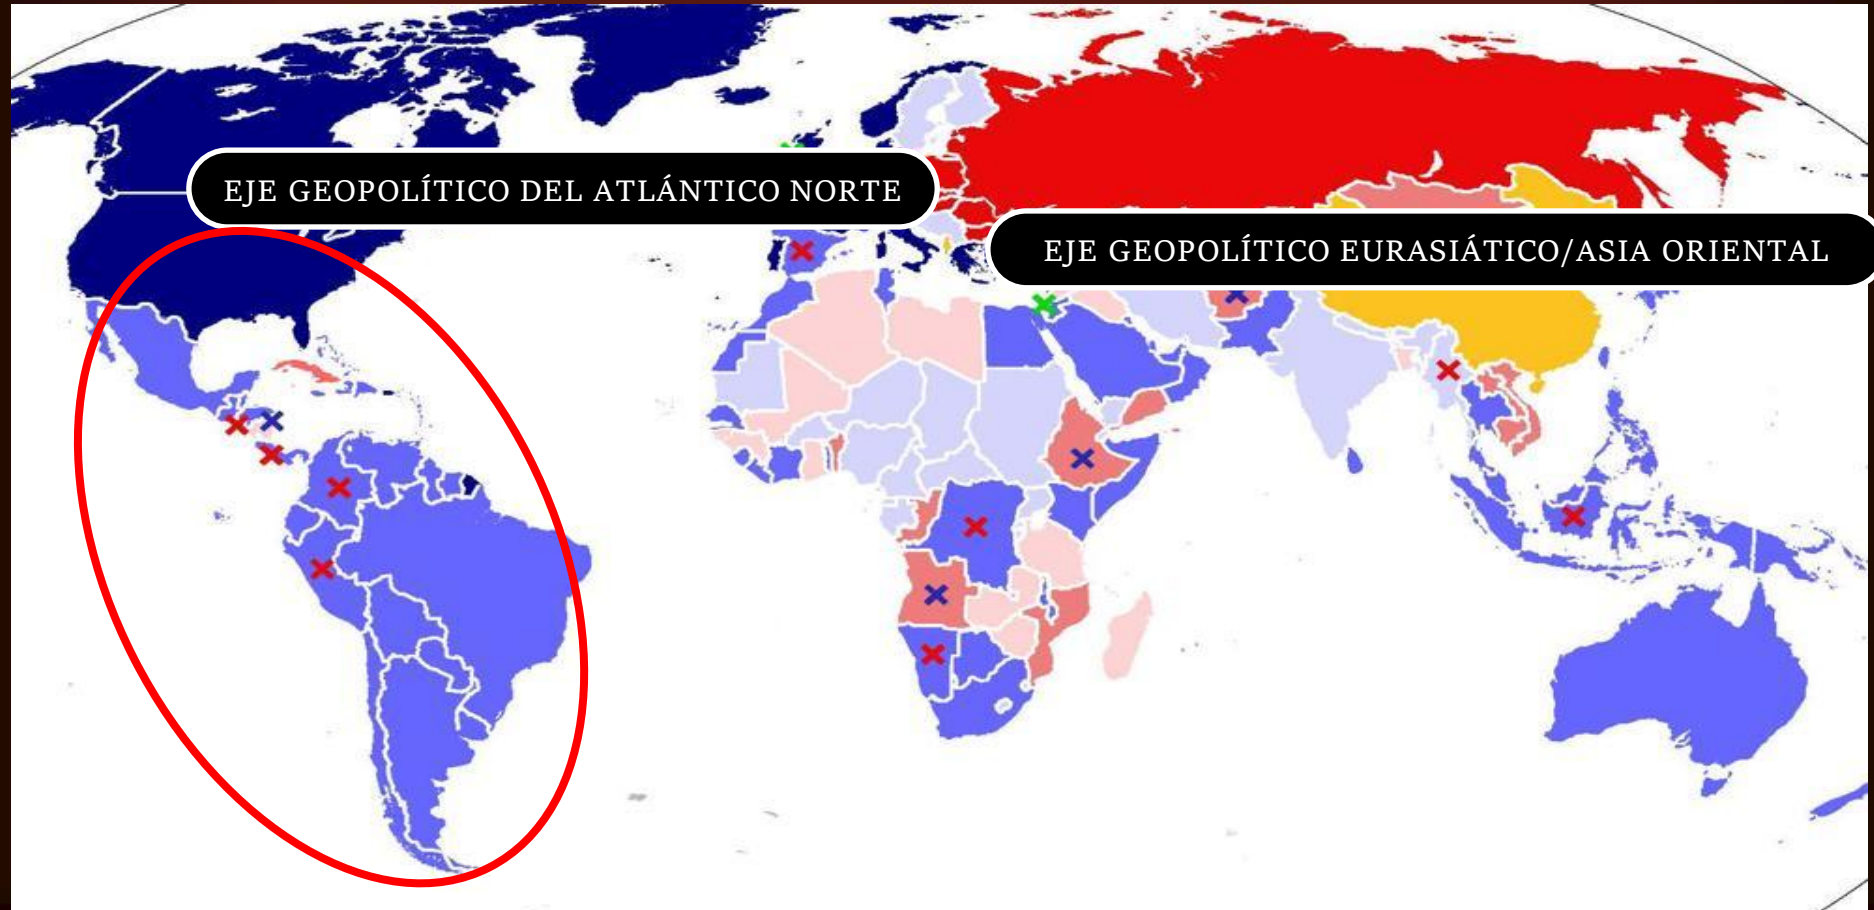 EJE GEOPOLÍTICO DEL ATLÁNTICO NORTE
EJE GEOPOLÍTICO EURASIÁTICO/ASIA ORIENTAL